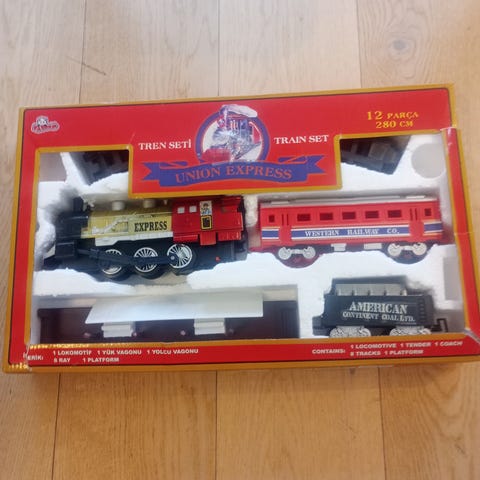 12 PARÇA
280 CM
TREN SETİ
TRAIN SET
UNION EXPRESS
EXPRESS
WESTERN RAILWAY CO.
AMERICAN
CONTINENT COAL LTD.
1 LOKOMOTİF 1 YÜK VAGONU 1 YOLCU VAGONU
8 RAY 1 PLATFORM
CONTAINS:
1 LOCOMOTIVE 1 TENDER 1 COACH
8 TRACKS 1 PLATFORM